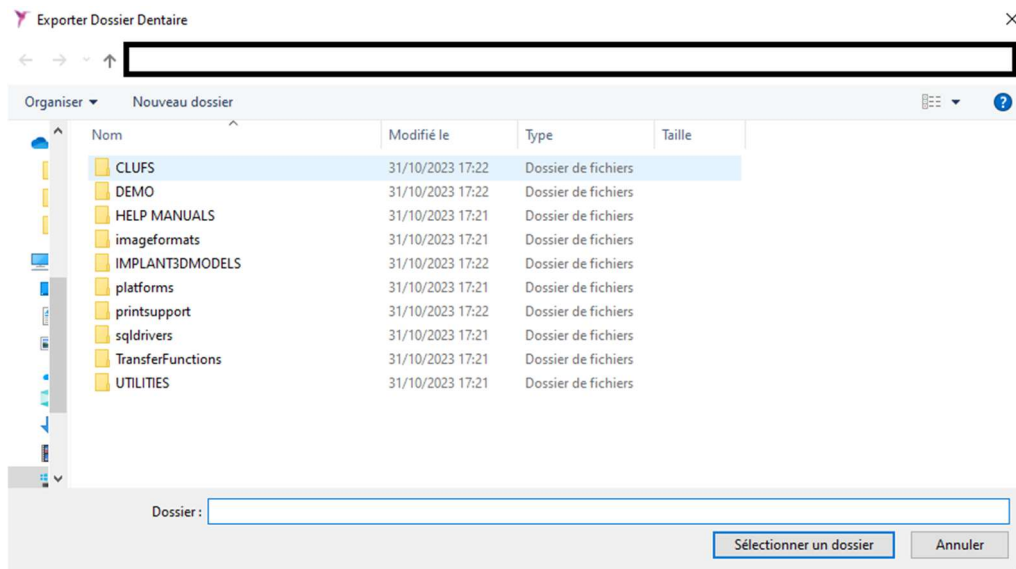 Exporter Dossier Dentaire
Organiser Nouveau dossier
Nom Modifié le Type Taille
CLUFS 31/10/2023 17:22 Dossier de fichiers
DEMO 31/10/2023 17:22 Dossier de fichiers
HELP MANUALS 31/10/2023 17:21 Dossier de fichiers
imageformats 31/10/2023 17:21 Dossier de fichiers
IMPLANT3DMODELS 31/10/2023 17:22 Dossier de fichiers
platforms 31/10/2023 17:21 Dossier de fichiers
printsupport 31/10/2023 17:22 Dossier de fichiers
sqldrivers 31/10/2023 17:21 Dossier de fichiers
TransferFunctions 31/10/2023 17:21 Dossier de fichiers
UTILITIES 31/10/2023 17:21 Dossier de fichiers
Dossier :
Sélectionner un dossier Annuler